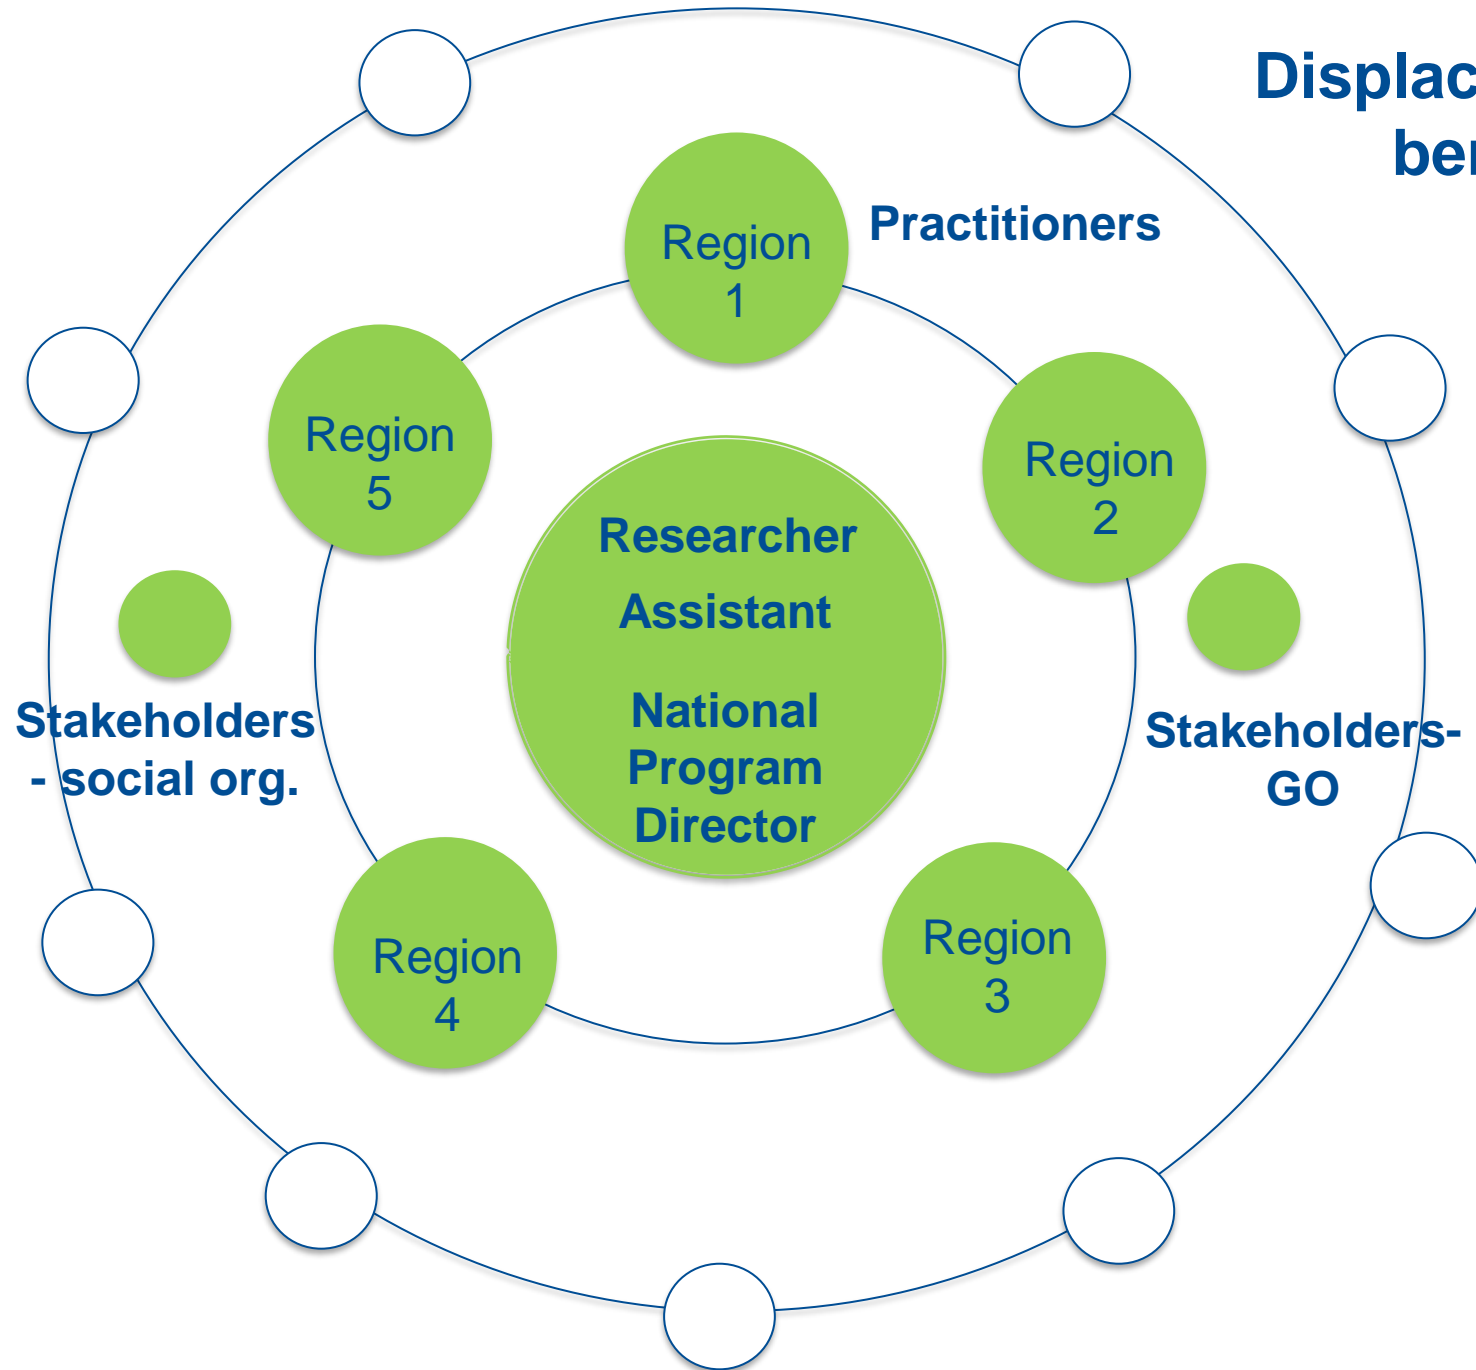 Displac
ber
Practitioners
Region
1
Region
5
Region
2
Researcher
Assistant
National
Program
Director
Stakeholders
- social org.
Stakeholders-
GO
Region
4
Region
3